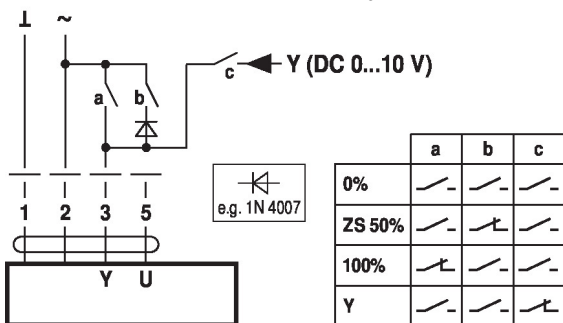 ⊥ ~
a b c Y (DC 0...10 V)
1 2 3 5
e.g. 1N 4007
Y U
a b c
0%
ZS 50%
100%
Y